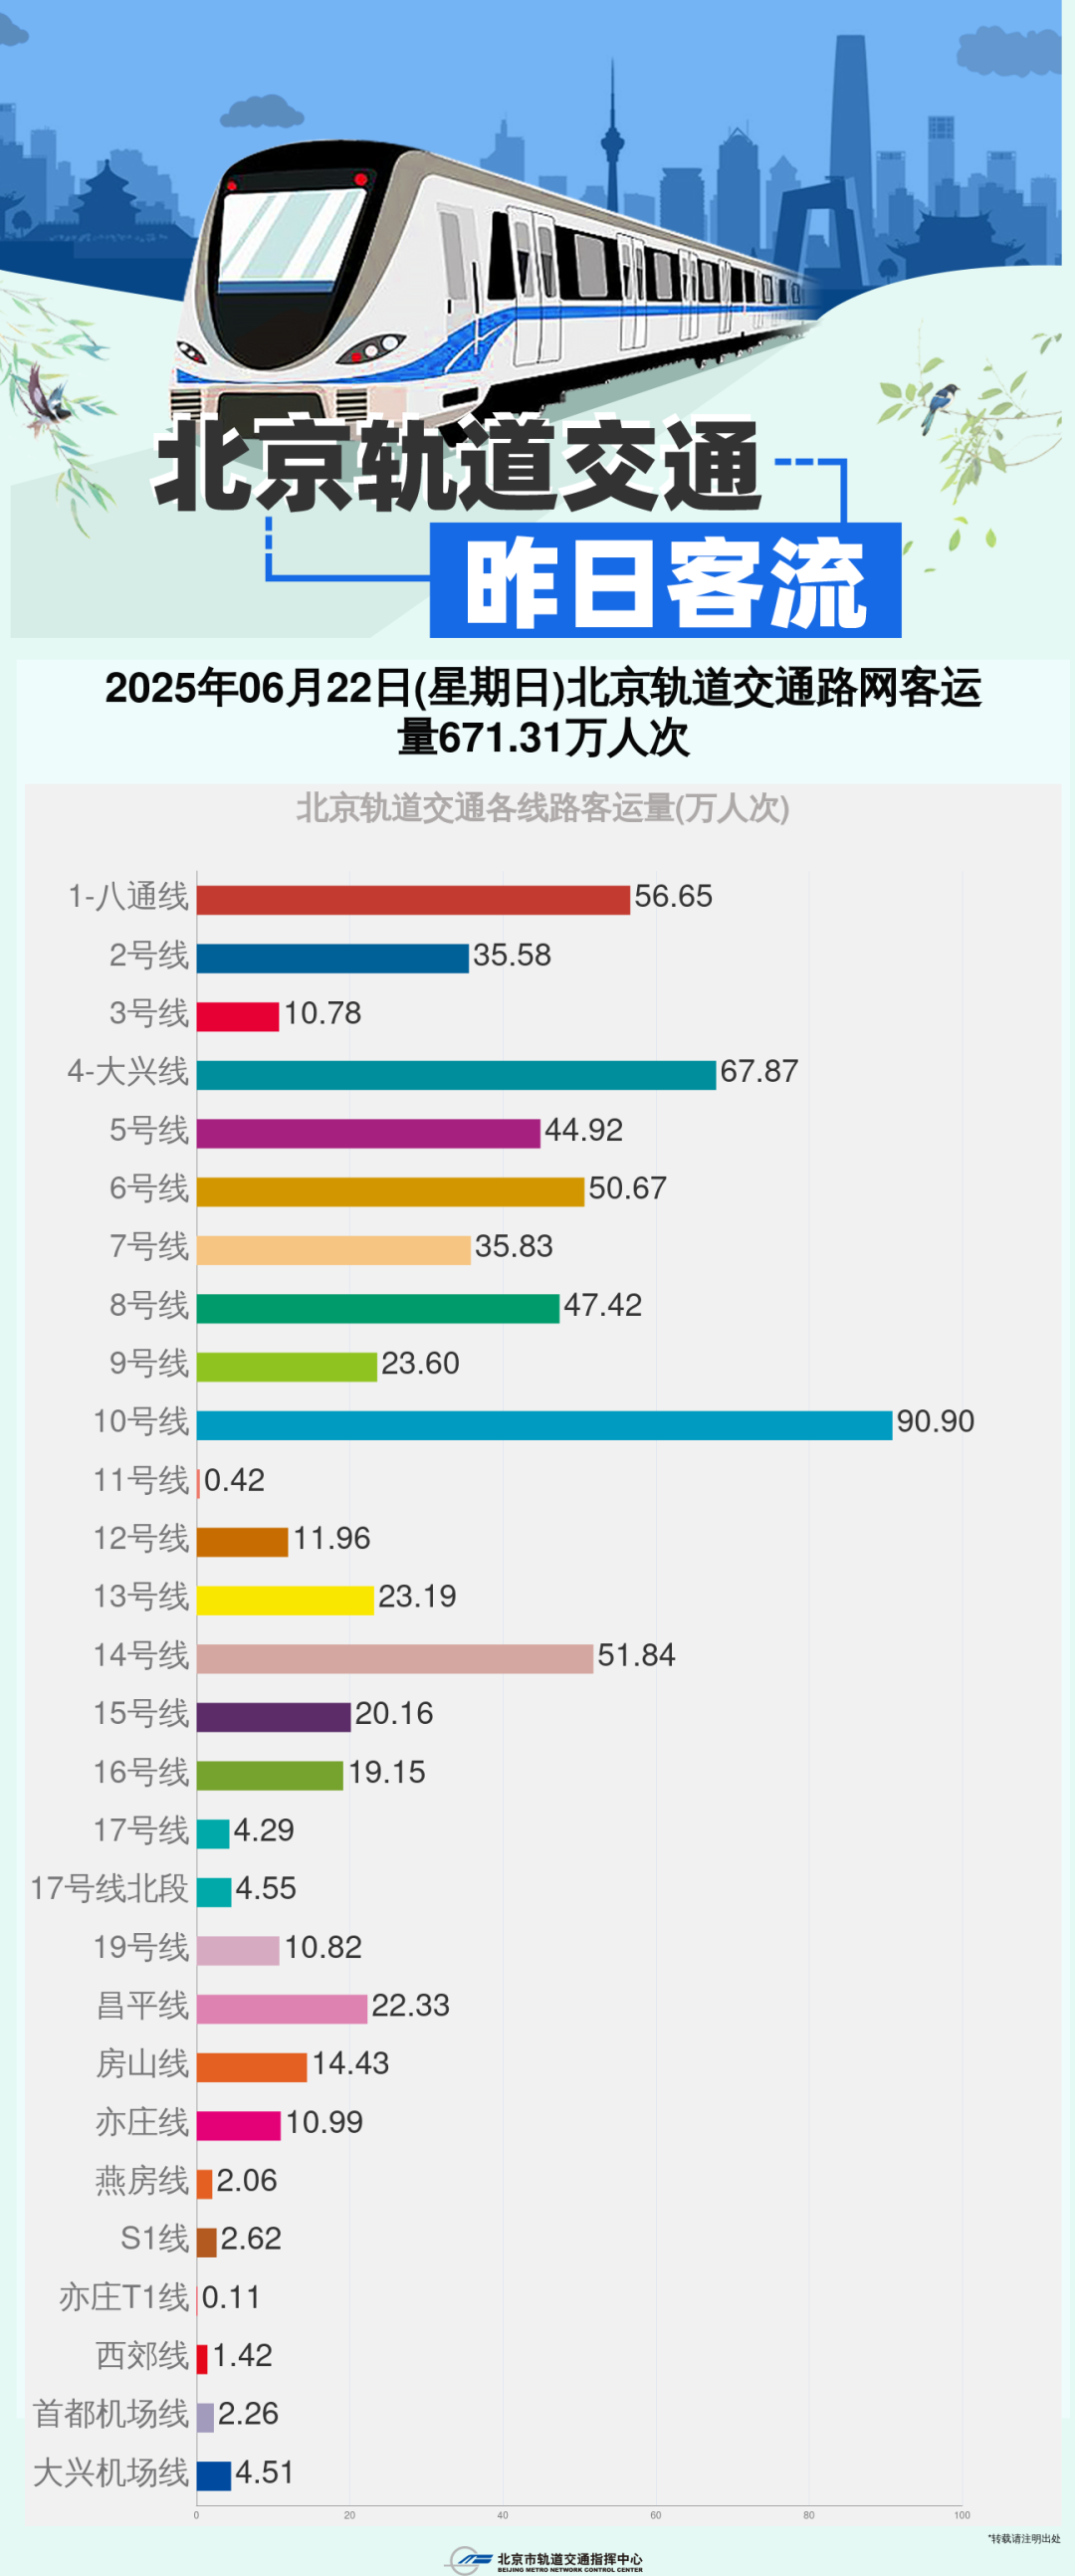 北京轨道交通
昨日客流
2025年06月22日(星期日)北京轨道交通路网客运
量671.31万人次
北京轨道交通各线路客运量(万人次)
1-八通线 56.65
2号线 35.58
3号线 10.78
4-大兴线 67.87
5号线 44.92
6号线 50.67
7号线 35.83
8号线 47.42
9号线 23.60
10号线 90.90
11号线 0.42
12号线 11.96
13号线 23.19
14号线 51.84
15号线 20.16
16号线 19.15
17号线 4.29
17号线北段 4.55
19号线 10.82
昌平线 22.33
房山线 14.43
亦庄线 10.99
燕房线 2.06
S1线 2.62
亦庄T1线 0.11
西郊线 1.42
首都机场线 2.26
大兴机场线 4.51
0 20 40 60 80 100
*转载请注明出处
北京市轨道交通指挥中心
BEIJING METRO NETWORK CONTROL CENTER